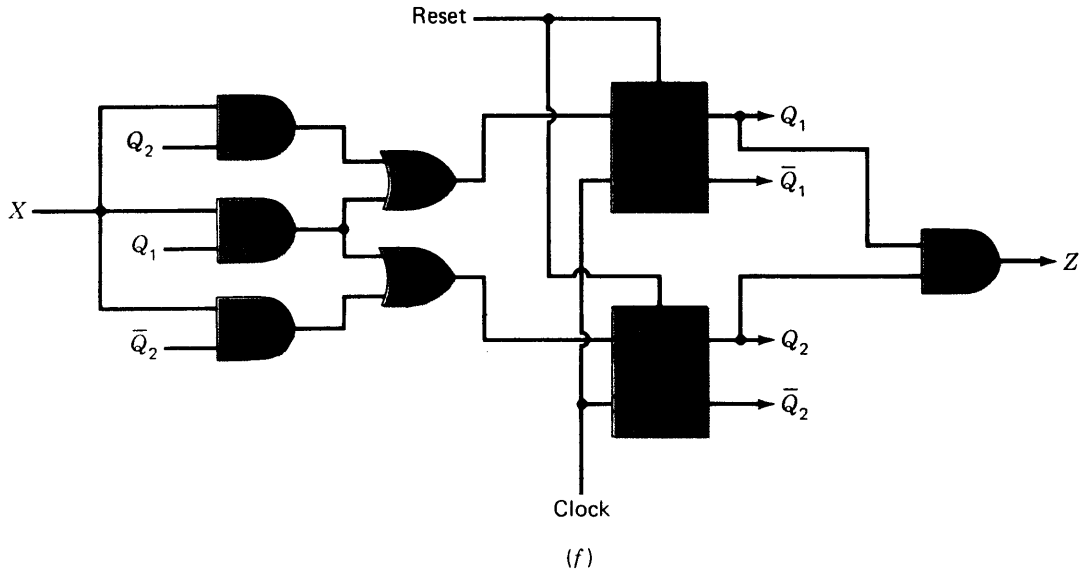 Reset
Q₁
Q₂
Q̅₁
X
Q₁
Z
Q̅₂
Q₂
Q̅₂
Clock
(f)